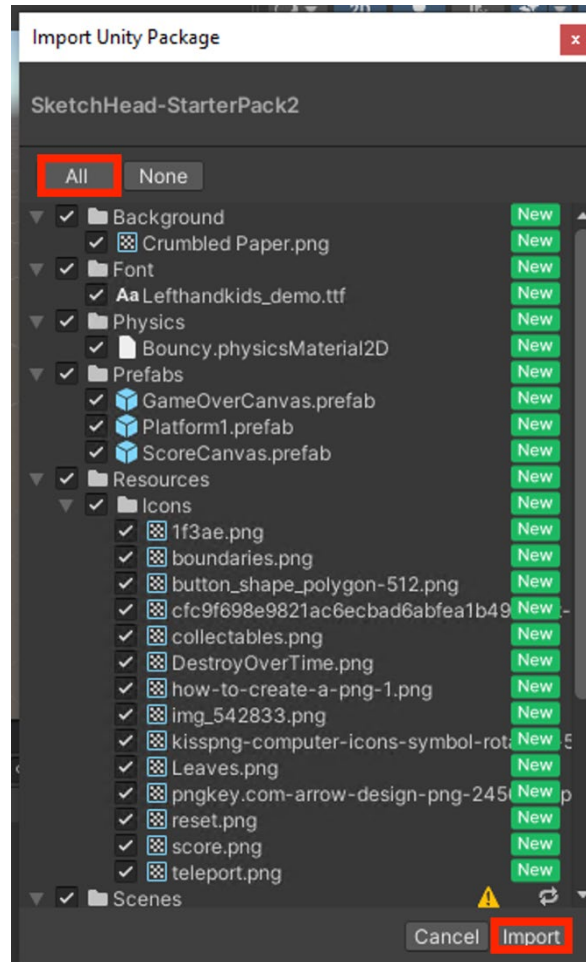 Import Unity Package
x
SketchHead-StarterPack2
All None
Background New
Crumbled Paper.png New
Font New
Aa Lefthandkids_demo.ttf New
Physics New
Bouncy.physicsMaterial2D New
Prefabs New
GameOverCanvas.prefab New
Platform1.prefab New
ScoreCanvas.prefab New
Resources New
Icons New
1f3ae.png New
boundaries.png New
button_shape_polygon-512.png New
cfc9f698e9821ac6ecbad6abfea1b49 New
collectables.png New
DestroyOverTime.png New
how-to-create-a-png-1.png New
img_542833.png New
kisspng-computer-icons-symbol-rot New
Leaves.png New
pngkey.com-arrow-design-png-245 New
reset.png New
score.png New
teleport.png New
Scenes
Cancel Import